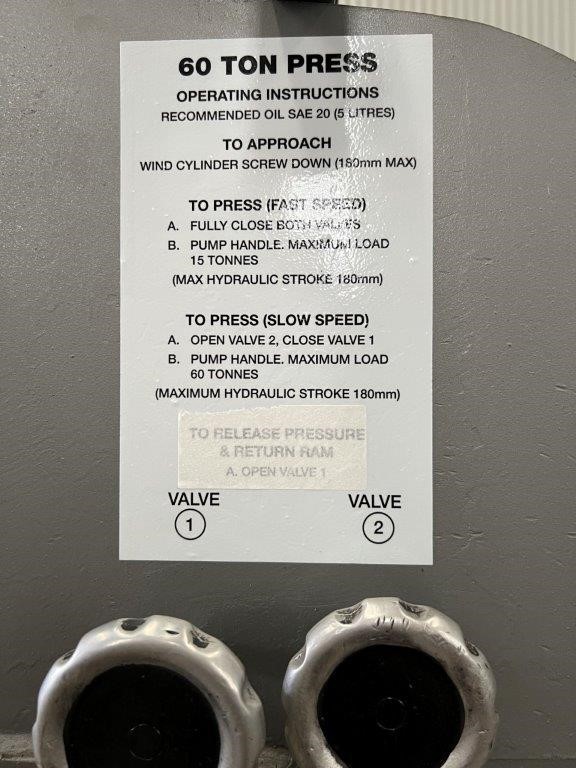 60 TON PRESS
OPERATING INSTRUCTIONS
RECOMMENDED OIL SAE 20 (5 LITRES)
TO APPROACH
WIND CYLINDER SCREW DOWN (180mm MAX)
TO PRESS (FAST SPEED)
A. FULLY CLOSE BOTH VALVES
B. PUMP HANDLE. MAXIMUM LOAD
15 TONNES
(MAX HYDRAULIC STROKE 180mm)
TO PRESS (SLOW SPEED)
A. OPEN VALVE 2, CLOSE VALVE 1
B. PUMP HANDLE. MAXIMUM LOAD
60 TONNES
(MAXIMUM HYDRAULIC STROKE 180mm)
TO RELEASE PRESSURE
& RETURN RAM
A. OPEN VALVE 1
VALVE VALVE
1 2